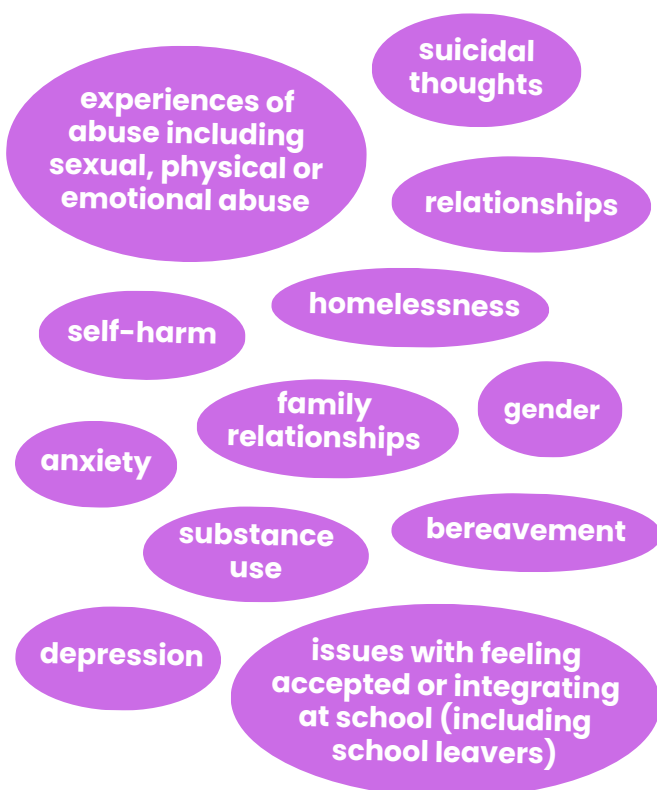 suicidal
thoughts
experiences of
abuse including
sexual, physical or
emotional abuse
relationships
homelessness
self-harm
family
relationships
gender
anxiety
substance
use
bereavement
depression
issues with feeling
accepted or integrating
at school (including
school leavers)